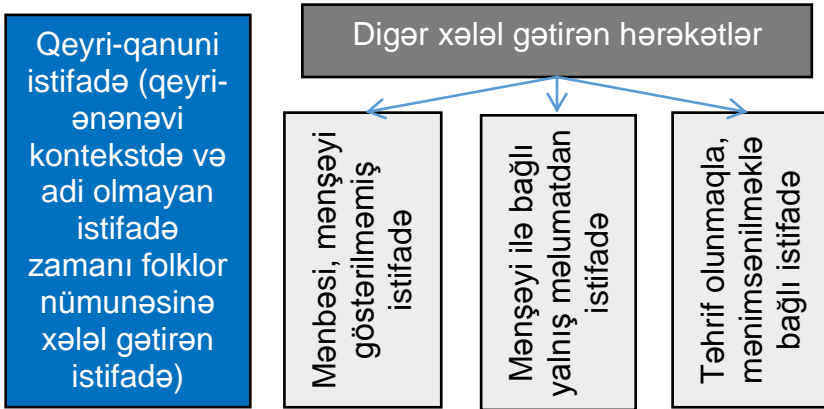 Qeyri-qanuni
istifadə (qeyri-
ənənəvi
kontekstdə və
adi olmayan
istifadə
zamanı folklor
nümunəsinə
xələl gətirən
istifadə)
Digər xələl gətirən hərəkətlər
Mənbəsi, mənşəyi
göstərilməmiş
istifadə
Mənşəyi ilə bağlı
yalnış məlumatdan
istifadə
Təhrif olunmaqla,
mənimsənilməklə
bağlı istifadə